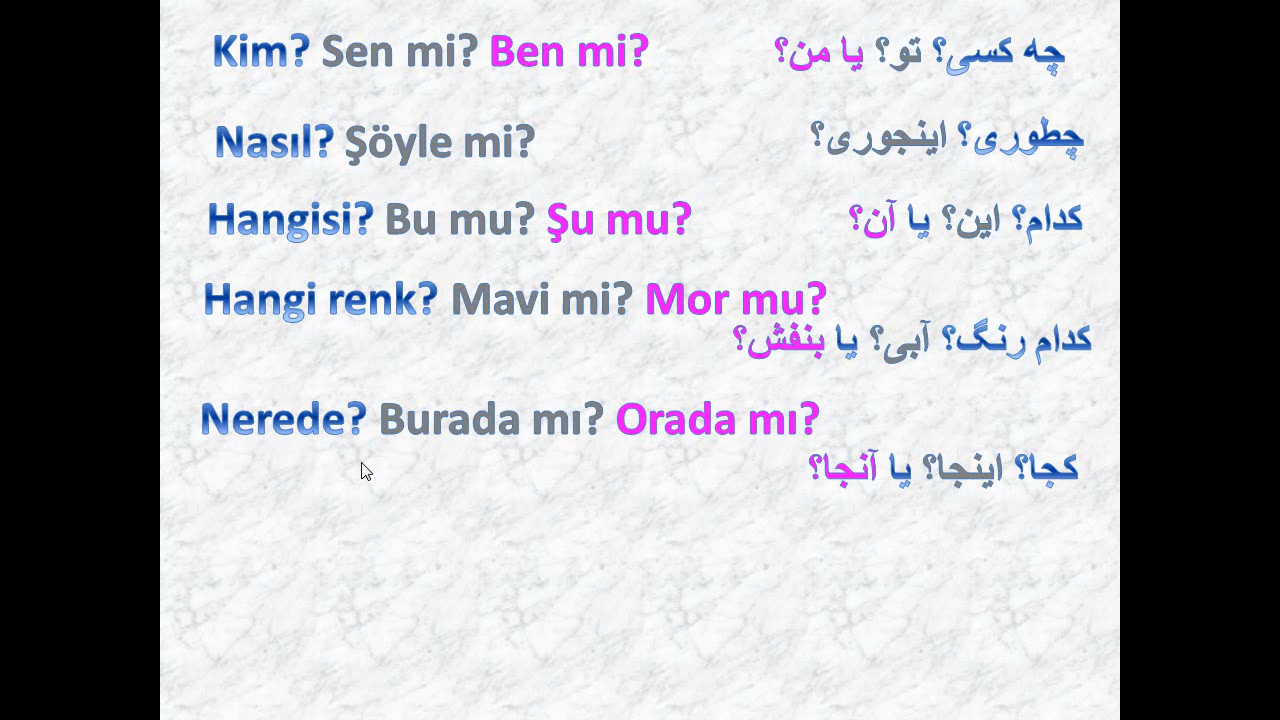 Kim? Sen mi? Ben mi?
چه کسی؟ تو؟ یا من؟
Nasıl? Şöyle mi?
چطوری؟ اینجوری؟
Hangisi? Bu mu? Şu mu?
کدام؟ این؟ یا آن؟
Hangi renk? Mavi mi? Mor mu?
کدام رنگ؟ آبی؟ یا بنفش؟
Nerede? Burada mı? Orada mı?
کجا؟ اینجا؟ یا آنجا؟